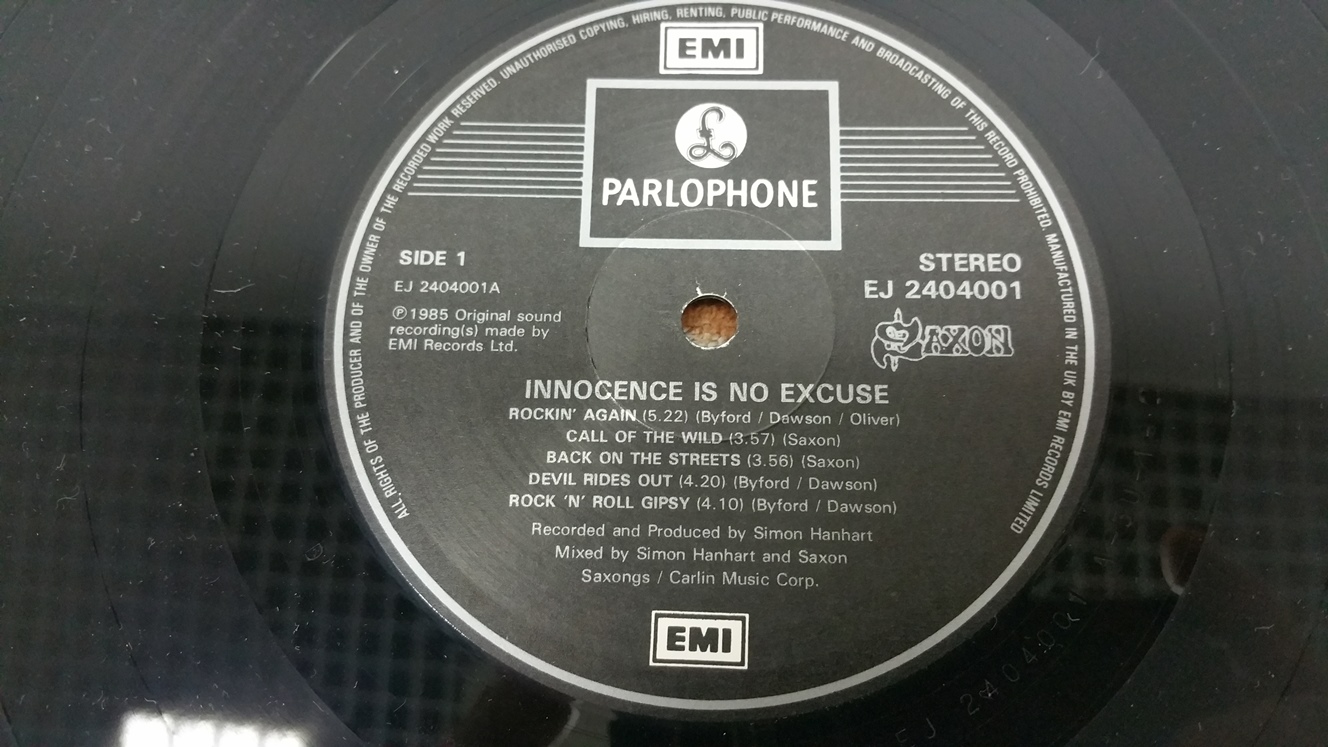 ALL RIGHTS OF THE PRODUCER AND OF THE OWNER OF THE RECORDED WORK RESERVED. UNAUTHORISED COPYING, HIRING, RENTING, PUBLIC PERFORMANCE AND BROADCASTING OF THIS RECORD PROHIBITED. MANUFACTURED IN THE UK BY EMI RECORDS LIMITED
EMI
£
PARLOPHONE
SIDE 1
EJ 2404001A
℗1985 Original sound
recording(s) made by
EMI Records Ltd.
STEREO
EJ 2404001
SAXON
INNOCENCE IS NO EXCUSE
ROCKIN' AGAIN (5.22) (Byford / Dawson / Oliver)
CALL OF THE WILD (3.57) (Saxon)
BACK ON THE STREETS (3.56) (Saxon)
DEVIL RIDES OUT (4.20) (Byford / Dawson)
ROCK 'N' ROLL GIPSY (4.10) (Byford / Dawson)
Recorded and Produced by Simon Hanhart
Mixed by Simon Hanhart and Saxon
Saxongs / Carlin Music Corp.
EMI